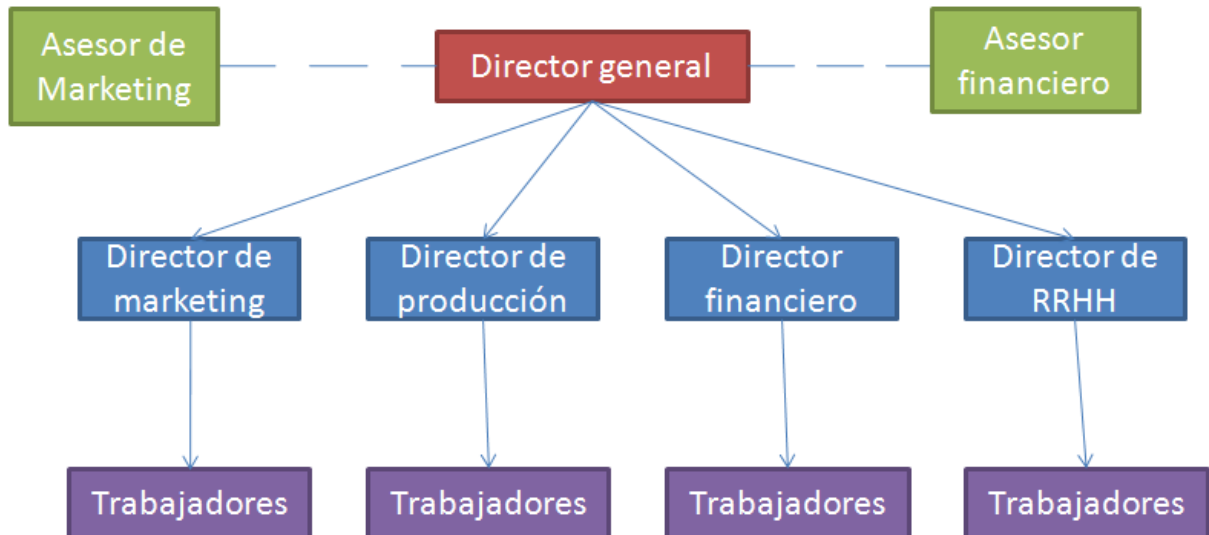 Asesor de
Marketing
Director general
Asesor
financiero
Director de
marketing
Director de
producción
Director
financiero
Director de
RRHH
Trabajadores
Trabajadores
Trabajadores
Trabajadores